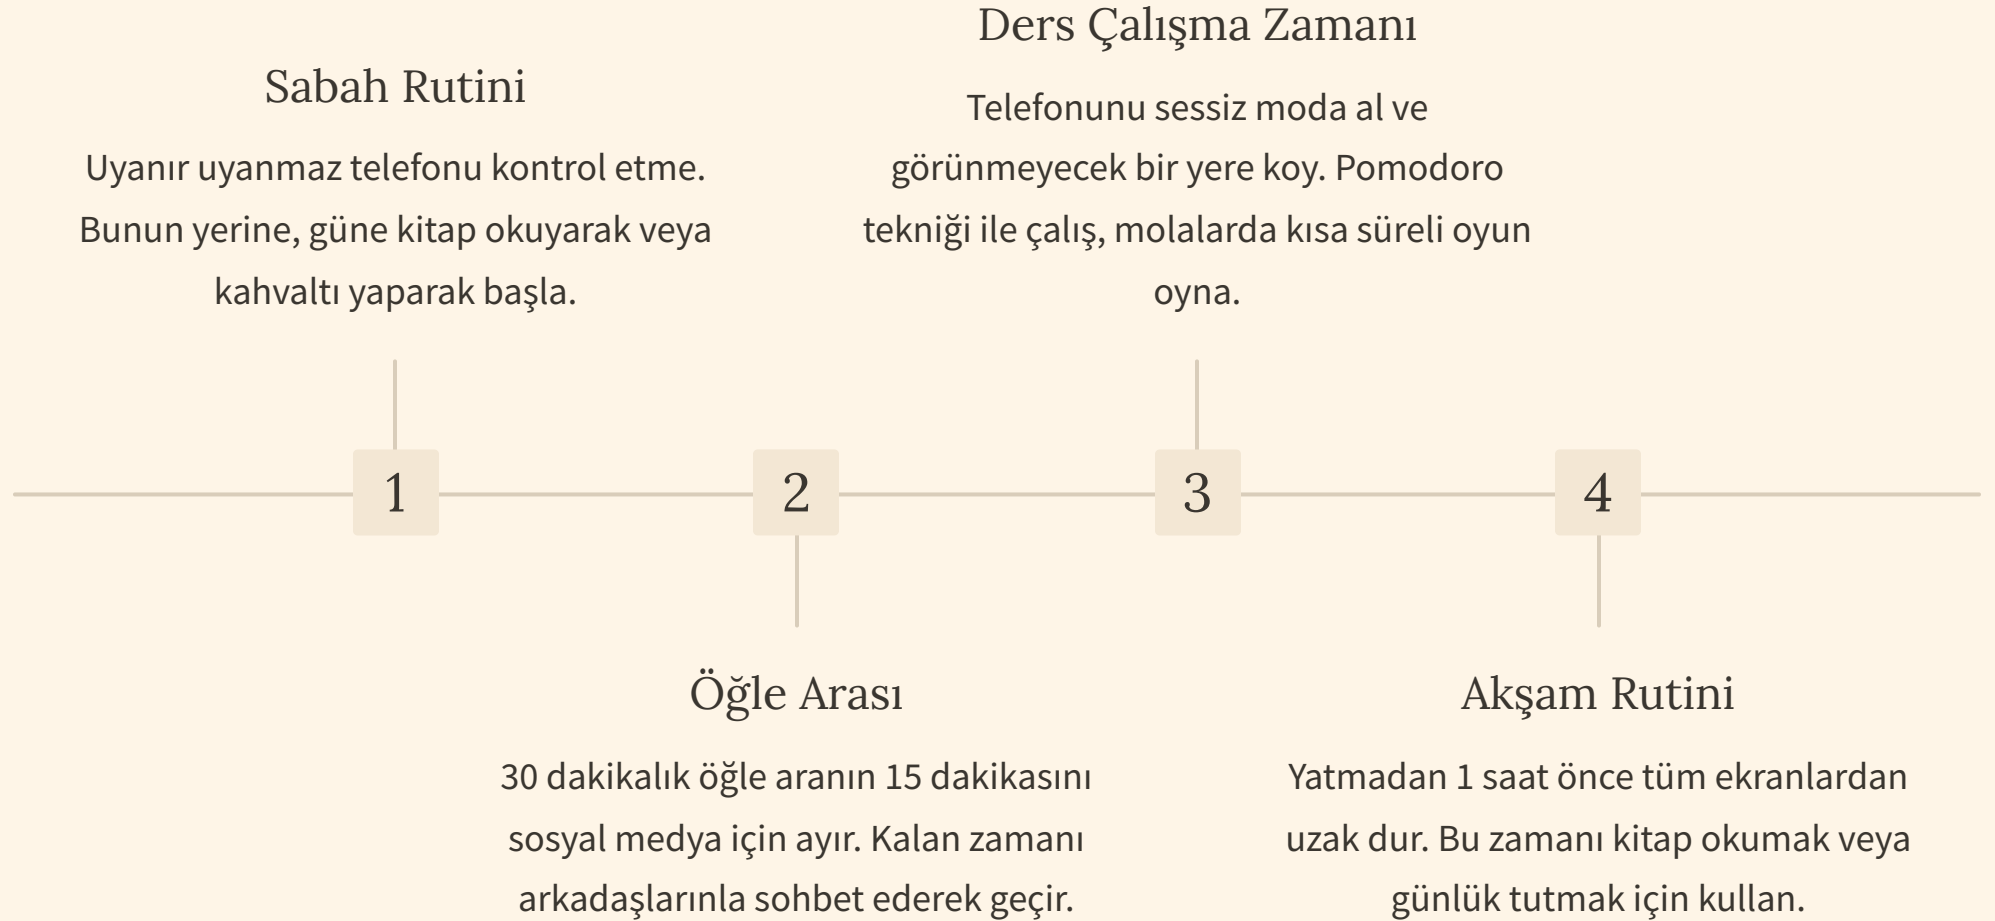 Sabah Rutini
Uyanır uyanmaz telefonu kontrol etme.
Bunun yerine, güne kitap okuyarak veya
kahvaltı yaparak başla.
1
2
Öğle Arası
30 dakikalık öğle aranın 15 dakikasını
sosyal medya için ayır. Kalan zamanı
arkadaşlarınla sohbet ederek geçir.
Ders Çalışma Zamanı
Telefonunu sessiz moda al ve
görünmeyecek bir yere koy. Pomodoro
tekniği ile çalış, molalarda kısa süreli oyun
oyna.
3
4
Akşam Rutini
Yatmadan 1 saat önce tüm ekranlardan
uzak dur. Bu zamanı kitap okumak veya
günlük tutmak için kullan.